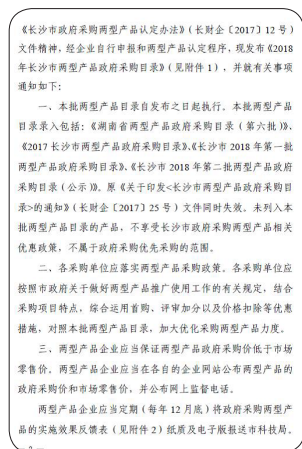 《长沙市政府采购两型产品认定办法》（长财企〔2017〕12 号）
文件精神，经企业自行申报和两型产品认定程序，现发布《2018
年长沙市两型产品政府采购目录》（见附件 1），并就有关事项
通知如下：
一、本批两型产品目录自发布之日起执行。本批两型产品
目录录入包括：《湖南省两型产品政府采购目录（第六批）》、
《2017 长沙市两型产品政府采购目录》、《长沙市 2018 年第一批
两型产品政府采购目录》、《长沙市 2018 年第二批两型产品政府
采购目录（公示）》。原《关于印发<长沙市两型产品政府采购目
录>的通知》（长财企〔2017〕25 号）文件同时失效。未列入本
批两型产品目录的产品，不享受长沙市政府采购两型产品相关
优惠政策，不属于政府采购优先采购的范围。
二、各采购单位应落实两型产品采购政策。各采购单位应
按照市政府关于做好两型产品推广使用工作的有关规定，结合
采购项目特点，综合运用首购、评审加分以及价格扣除等优惠
措施，对照本批两型产品目录，加大优化采购两型产品力度。
三、两型产品企业应当保证两型产品政府采购价低于市场
零售价。两型产品企业应当在各自的企业网站公布两型产品的
政府采购价和市场零售价，并公布网上监督电话。
两型产品企业应当定期（每年 12 月底）将政府采购两型产
品的实施效果反馈表（见附件 2）纸质及电子版报送市科技局。
— 2 —